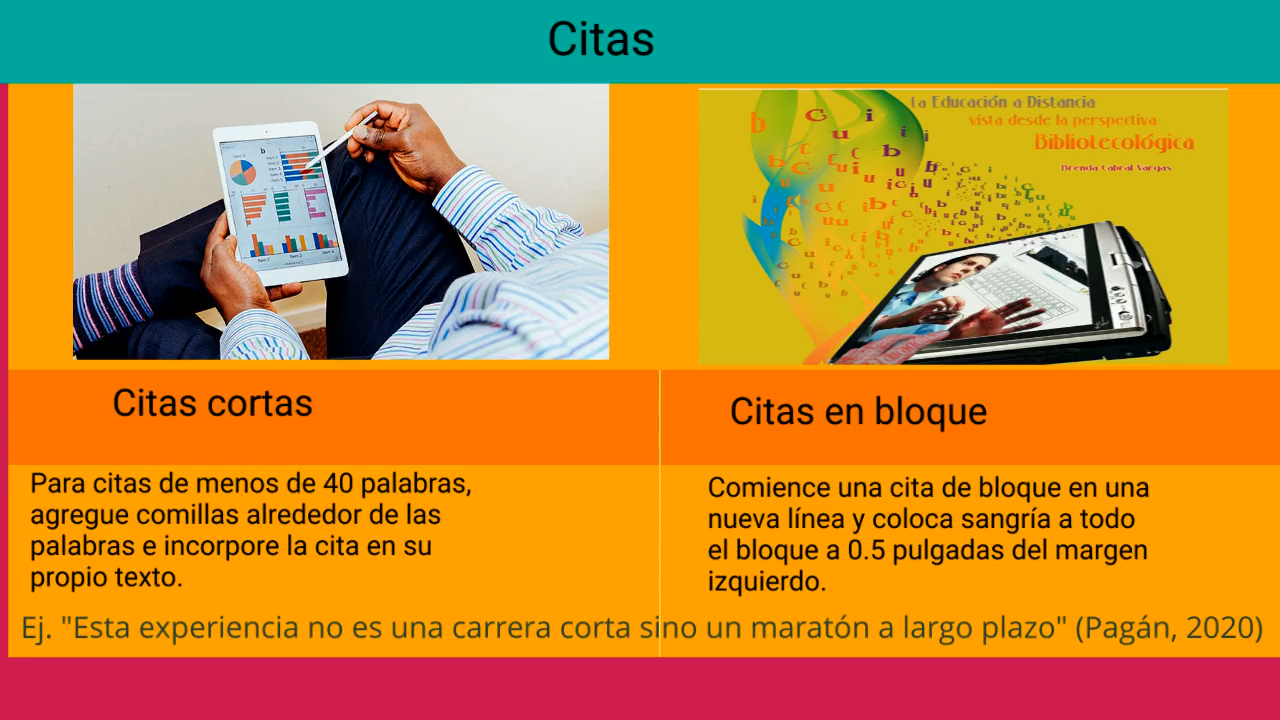 Citas
La Educación a Distancia
vista desde la perspectiva
Bibliotecológica
Brenda Cabral Vargas
Citas cortas
Para citas de menos de 40 palabras,
agregue comillas alrededor de las
palabras e incorpore la cita en su
propio texto.
Citas en bloque
Comience una cita de bloque en una
nueva línea y coloca sangría a todo
el bloque a 0.5 pulgadas del margen
izquierdo.
Ej. "Esta experiencia no es una carrera corta sino un maratón a largo plazo" (Pagán, 2020)